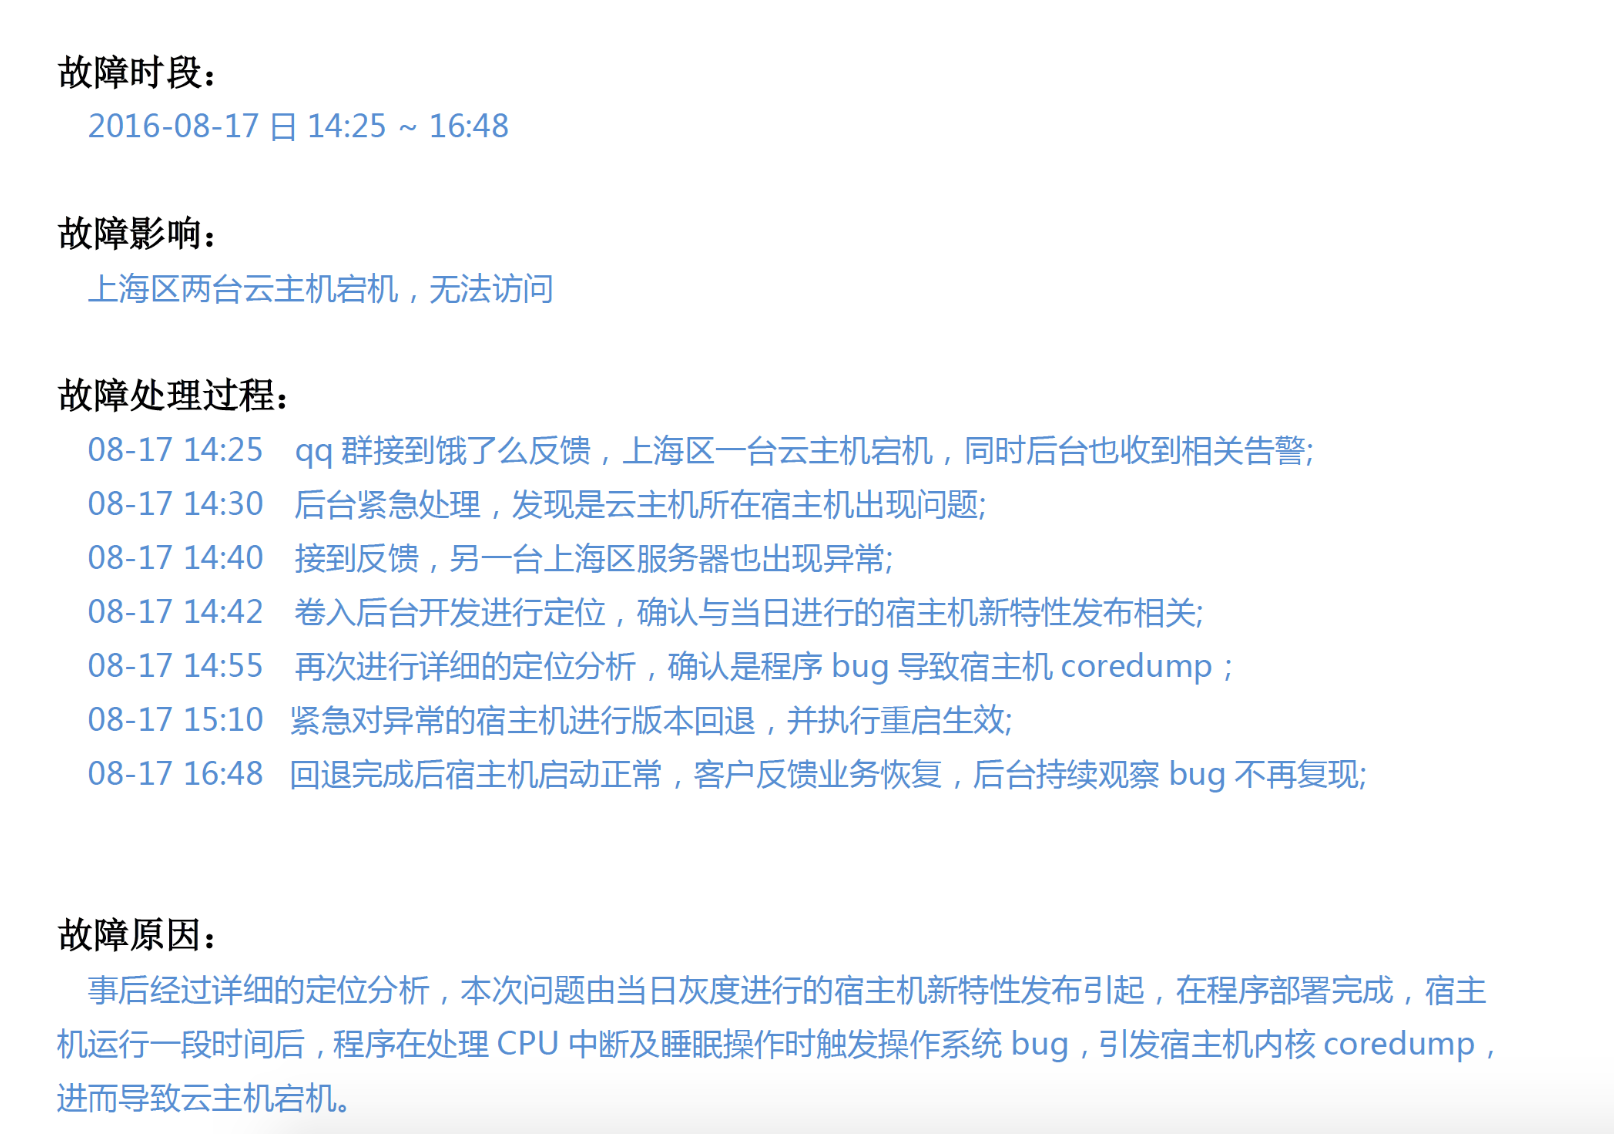 故障时段：
2016-08-17 日 14:25 ~ 16:48
故障影响：
上海区两台云主机宕机，无法访问
故障处理过程：
08-17 14:25 qq 群接到饿了么反馈，上海区一台云主机宕机，同时后台也收到相关告警;
08-17 14:30 后台紧急处理，发现是云主机所在宿主机出现问题;
08-17 14:40 接到反馈，另一台上海区服务器也出现异常;
08-17 14:42 卷入后台开发进行定位，确认与当日进行的宿主机新特性发布相关;
08-17 14:55 再次进行详细的定位分析，确认是程序 bug 导致宿主机 coredump；
08-17 15:10 紧急对异常的宿主机进行版本回退，并执行重启生效;
08-17 16:48 回退完成后宿主机启动正常，客户反馈业务恢复，后台持续观察 bug 不再复现;
故障原因：
事后经过详细的定位分析，本次问题由当日灰度进行的宿主机新特性发布引起，在程序部署完成，宿主
机运行一段时间后，程序在处理 CPU 中断及睡眠操作时触发操作系统 bug，引发宿主机内核 coredump，
进而导致云主机宕机。